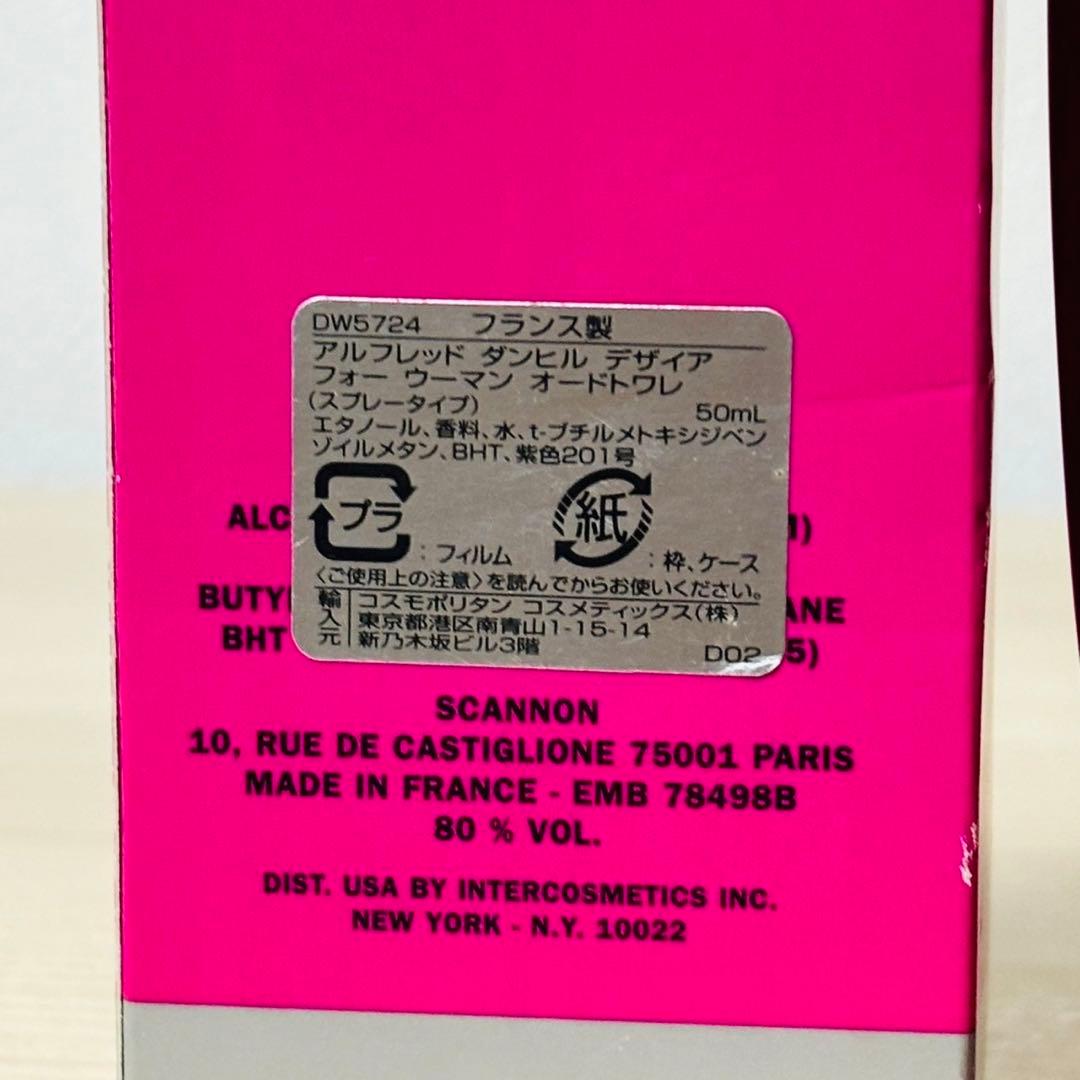 DW5724 フランス製
アルフレッド ダンヒル デザイア
フォー ウーマン オードトワレ
(スプレータイプ) 50mL
エタノール、香料、水、t-ブチルメトキシジベン
ゾイルメタン、BHT、紫色201号
プラ : フィルム 紙 : 枠、ケース
〈ご使用上の注意〉を読んでからお使いください。
輸入元 コスモポリタン コスメティックス(株)
東京都港区南青山1-15-14
新乃木坂ビル3階 D02
BHT
SCANNON
10, RUE DE CASTIGLIONE 75001 PARIS
MADE IN FRANCE - EMB 78498B
80 % VOL.
DIST. USA BY INTERCOSMETICS INC.
NEW YORK - N.Y. 10022